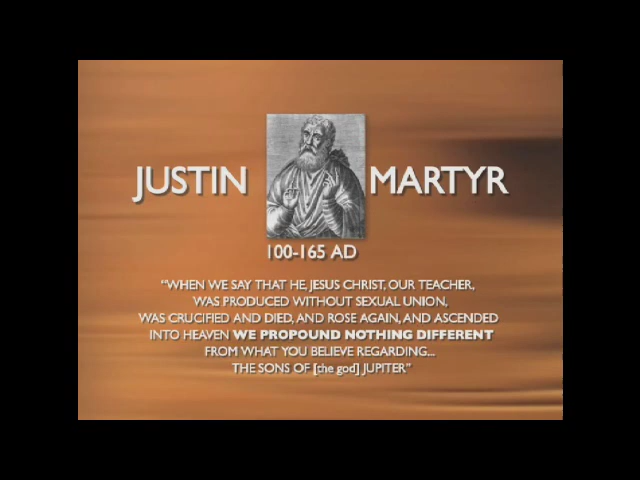 JUSTIN MARTYR
100-165 AD
"WHEN WE SAY THAT HE, JESUS CHRIST, OUR TEACHER,
WAS PRODUCED WITHOUT SEXUAL UNION,
WAS CRUCIFIED AND DIED, AND ROSE AGAIN, AND ASCENDED
INTO HEAVEN WE PROPOUND NOTHING DIFFERENT
FROM WHAT YOU BELIEVE REGARDING...
THE SONS OF [the god] JUPITER"